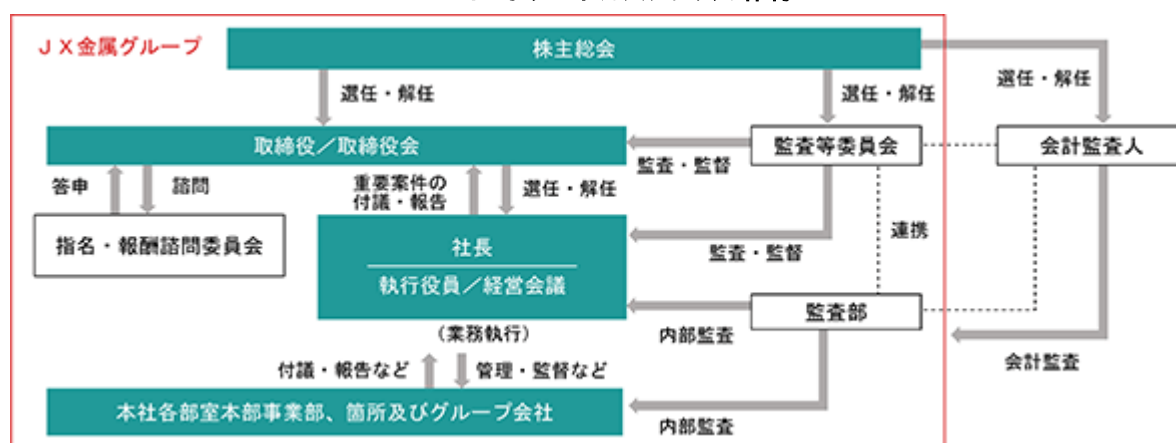 JX金属グループ
株主総会
選任・解任
選任・解任
選任・解任
取締役／取締役会
監査等委員会
会計監査人
監査・監督
答申
諮問
重要案件の
付議・報告
選任・解任
指名・報酬諮問委員会
社長
執行役員／経営会議
監査・監督
連携
監査部
内部監査
(業務執行)
会計監査
付議・報告など
管理・監督など
本社各部室本部事業部、箇所及びグループ会社
内部監査